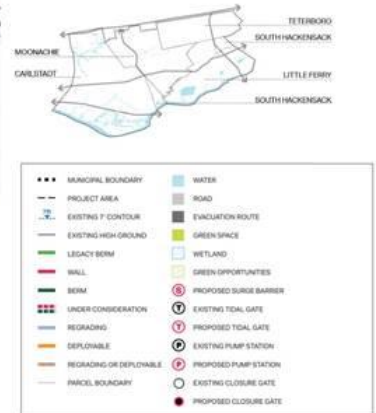 TETERBORO
SOUTH HACKENSACK
MOONACHIE
CARLSTADT
LITTLE FERRY
SOUTH HACKENSACK
MUNICIPAL BOUNDARY
PROJECT AREA
EXISTING 7' CONTOUR
EXISTING HIGH GROUND
LEGACY BERM
WALL
BERM
UNDER CONSIDERATION
REGRADING
DEPLOYABLE
REGRADING OR DEPLOYABLE
PARCEL BOUNDARY
WATER
ROAD
EVACUATION ROUTE
GREEN SPACE
WETLAND
GREEN OPPORTUNITIES
S PROPOSED SURGE BARRIER
T EXISTING TIDAL GATE
T PROPOSED TIDAL GATE
P EXISTING PUMP STATION
P PROPOSED PUMP STATION
EXISTING CLOSURE GATE
PROPOSED CLOSURE GATE